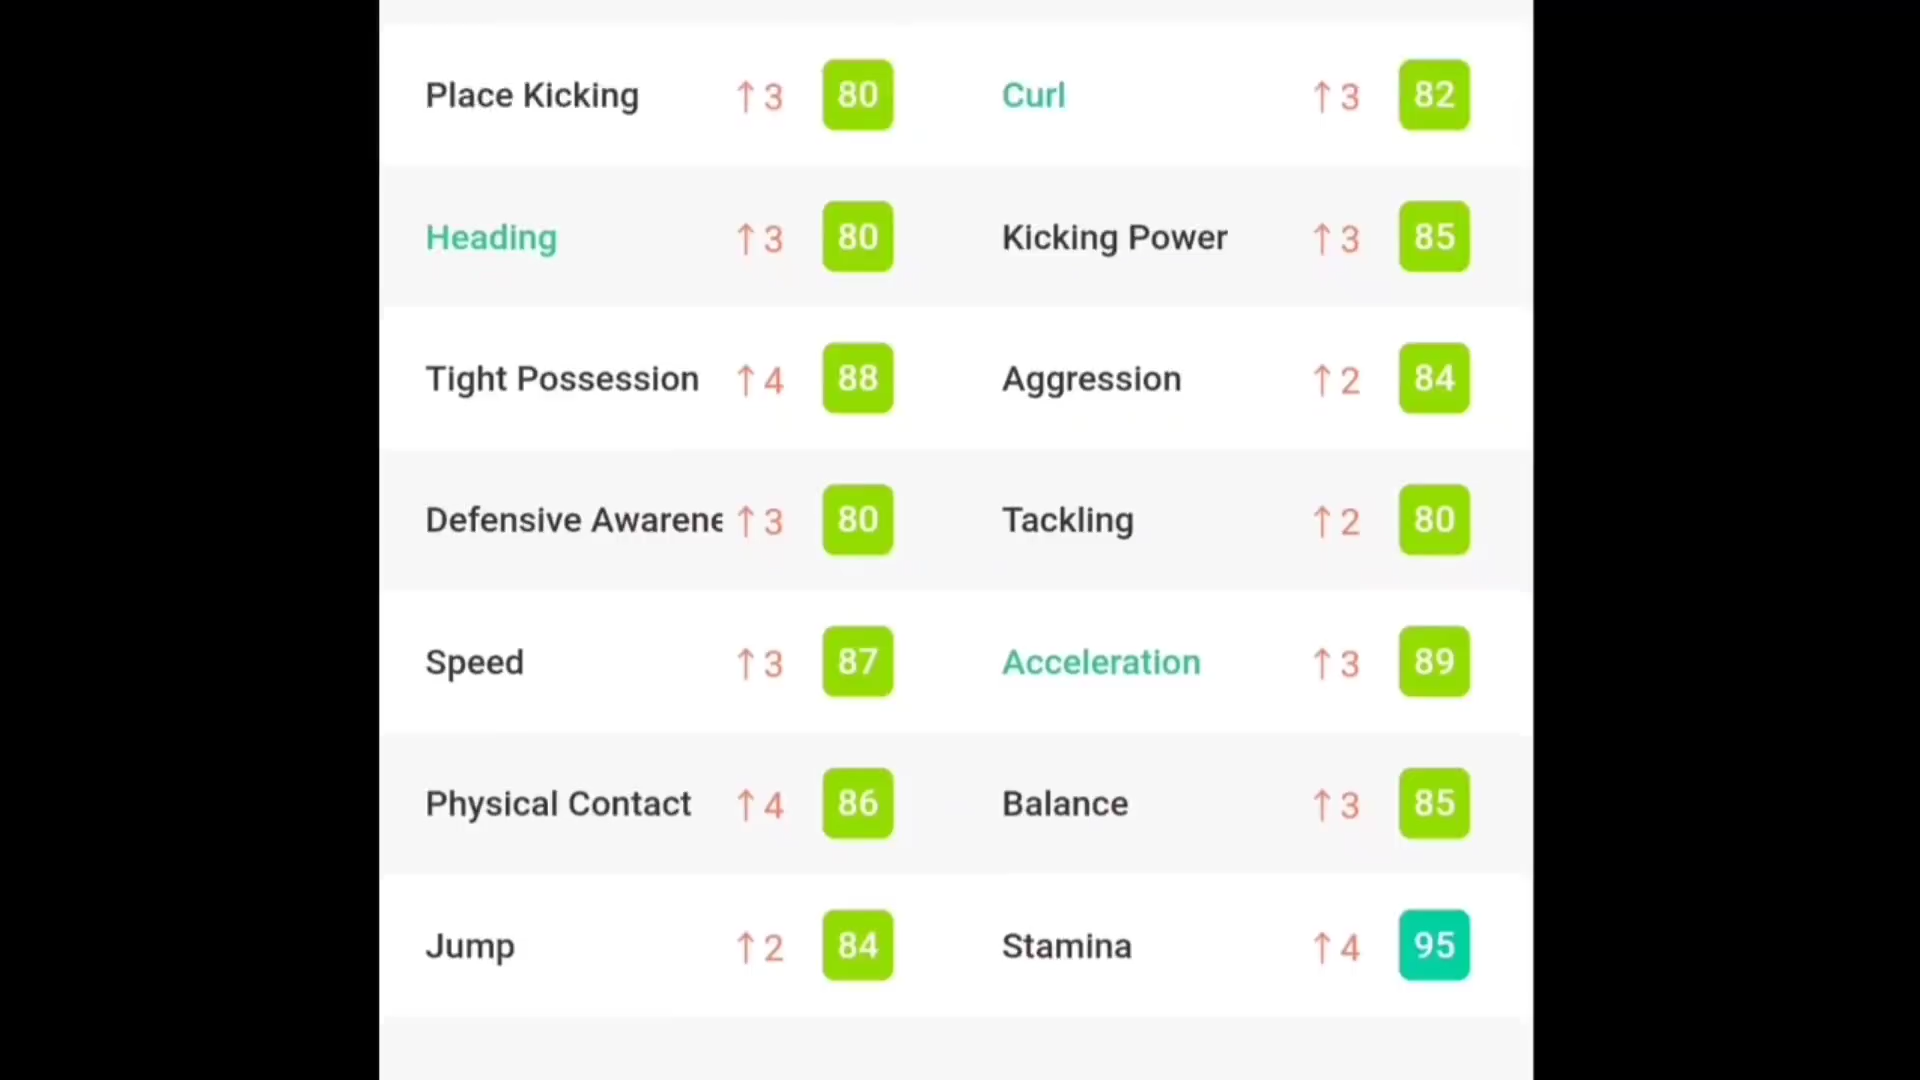 Place Kicking ↑3 80 Curl ↑3 82
Heading ↑3 80 Kicking Power ↑3 85
Tight Possession ↑4 88 Aggression ↑2 84
Defensive Awarene ↑3 80 Tackling ↑2 80
Speed ↑3 87 Acceleration ↑3 89
Physical Contact ↑4 86 Balance ↑3 85
Jump ↑2 84 Stamina ↑4 95